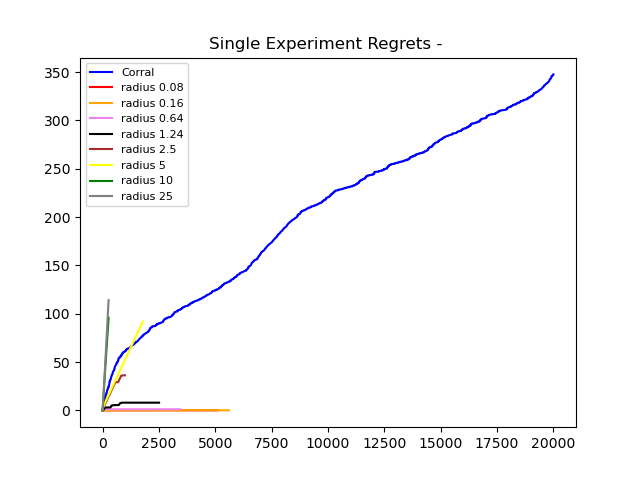 Single Experiment Regrets -
350
300
250
200
150
100
50
0
Corral
radius 0.08
radius 0.16
radius 0.64
radius 1.24
radius 2.5
radius 5
radius 10
radius 25
0 2500 5000 7500 10000 12500 15000 17500 20000